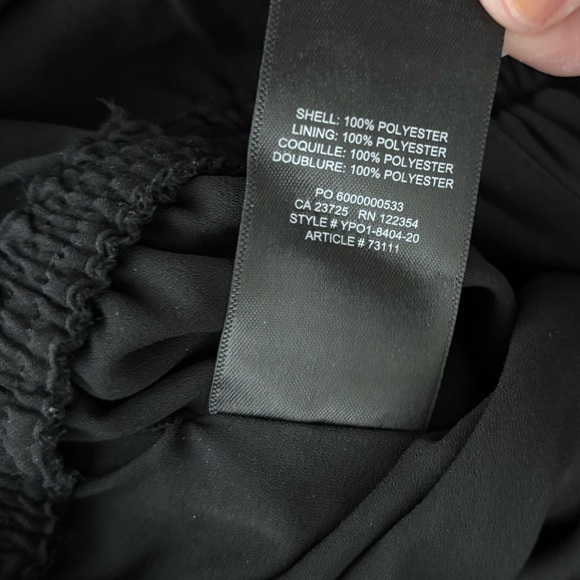 SHELL: 100% POLYESTER
LINING: 100% POLYESTER
COQUILLE: 100% POLYESTER
DOUBLURE: 100% POLYESTER
PO 6000000533
CA 23725 RN 122354
STYLE # YPO1-8404-20
ARTICLE # 73111